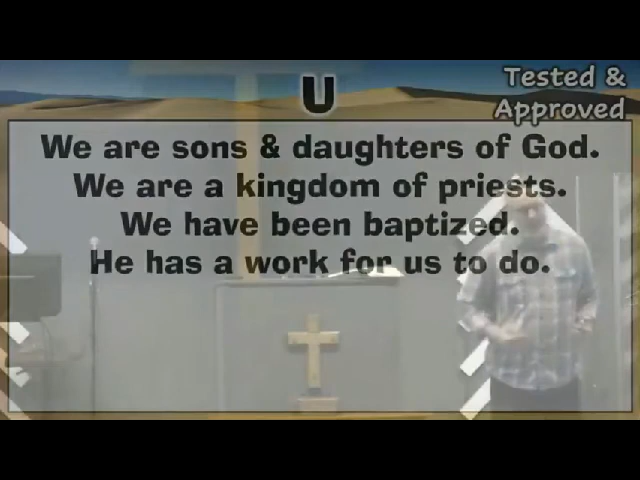 U
Tested &
Approved
We are sons & daughters of God.
We are a kingdom of priests.
We have been baptized.
He has a work for us to do.